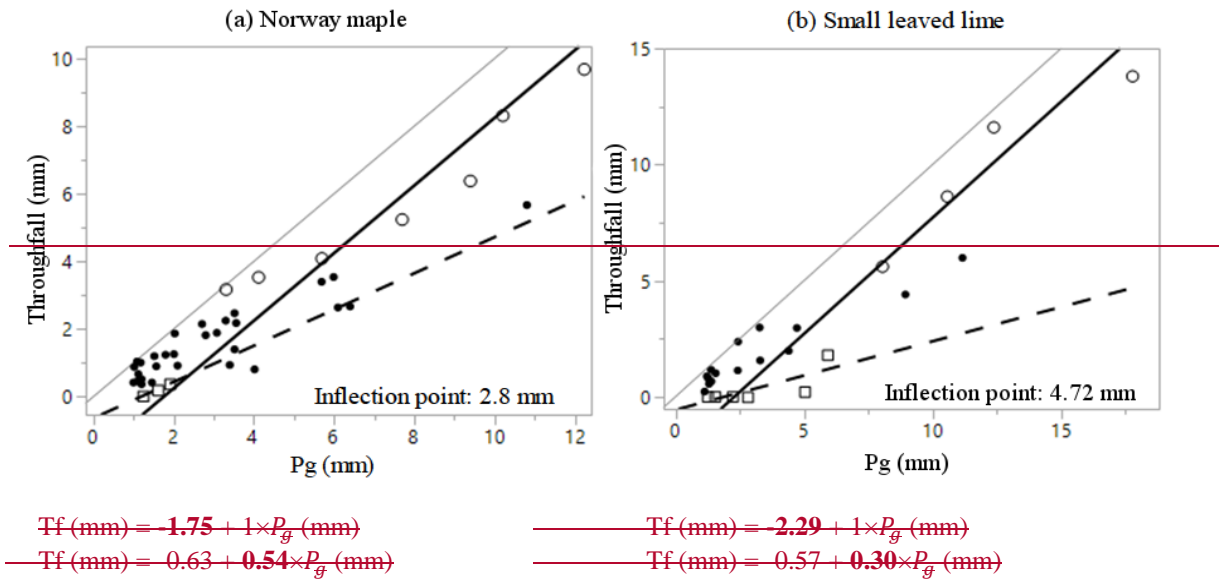 (a) Norway maple
Throughfall (mm)
10
8
6
4
2
0
0 2 4 6 8 10 12
Inflection point: 2.8 mm
Pg (mm)
(b) Small leaved lime
Throughfall (mm)
15
10
5
0
0 5 10 15
Inflection point: 4.72 mm
Pg (mm)
Tf (mm) = -1.75 + 1×Pg (mm)
Tf (mm) = -0.63 + 0.54×Pg (mm)
Tf (mm) = -2.29 + 1×Pg (mm)
Tf (mm) = -0.57 + 0.30×Pg (mm)